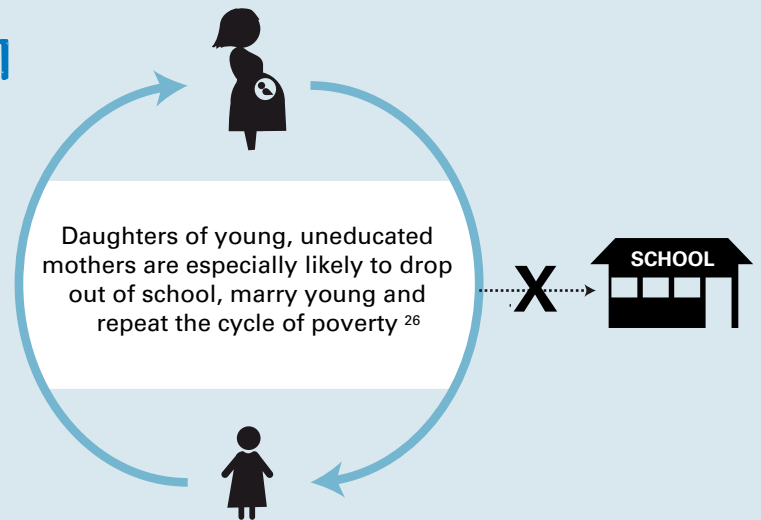 Daughters of young, uneducated
mothers are especially likely to drop
out of school, marry young and
repeat the cycle of poverty 26
X
SCHOOL